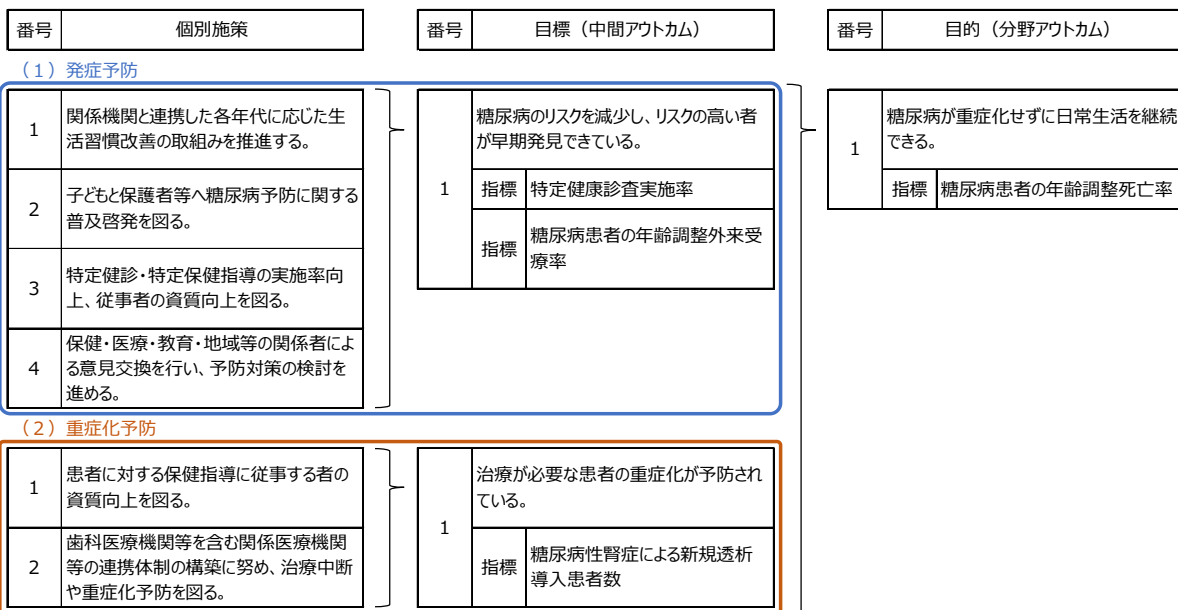 番号 個別施策 番号 目標（中間アウトカム） 番号 目的（分野アウトカム）
（１）発症予防
1
関係機関と連携した各年代に応じた生
活習慣改善の取組みを推進する。
2
子どもと保護者等へ糖尿病予防に関する
普及啓発を図る。
3
特定健診・特定保健指導の実施率向
上、従事者の資質向上を図る。
4
保健・医療・教育・地域等の関係者によ
る意見交換を行い、予防対策の検討を
進める。
1
糖尿病のリスクを減少し、リスクの高い者
が早期発見できている。
指標 特定健康診査実施率
指標
糖尿病患者の年齢調整外来受
療率
1
糖尿病が重症化せずに日常生活を継続
できる。
指標 糖尿病患者の年齢調整死亡率
（２）重症化予防
1
患者に対する保健指導に従事する者の
資質向上を図る。
2
歯科医療機関等を含む関係医療機関
等の連携体制の構築に努め、治療中断
や重症化予防を図る。
1
治療が必要な患者の重症化が予防され
ている。
指標
糖尿病性腎症による新規透析
導入患者数